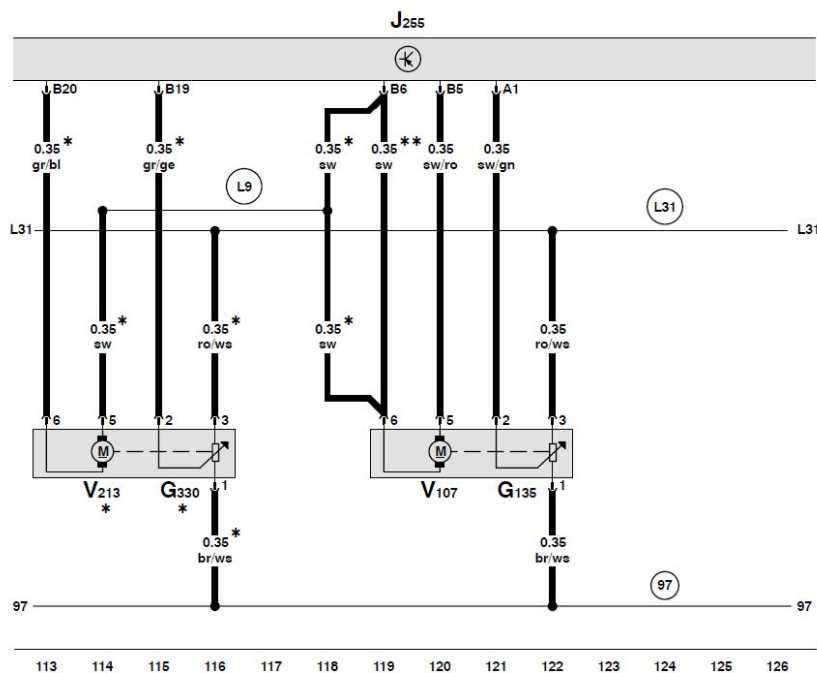 J255
B20 B19 B6 B5 A1
0.35* 0.35* 0.35* 0.35** 0.35 0.35
gr/bl gr/ge sw sw sw/ro sw/gn
L9 L31
L31 L31
0.35* 0.35* 0.35* 0.35
sw ro/ws sw ro/ws
6 5 2 3 6 5 2 3
M M
V213 G330 1 V107 G135 1
* *
0.35* 0.35
br/ws br/ws
97
97 97
113 114 115 116 117 118 119 120 121 122 123 124 125 126